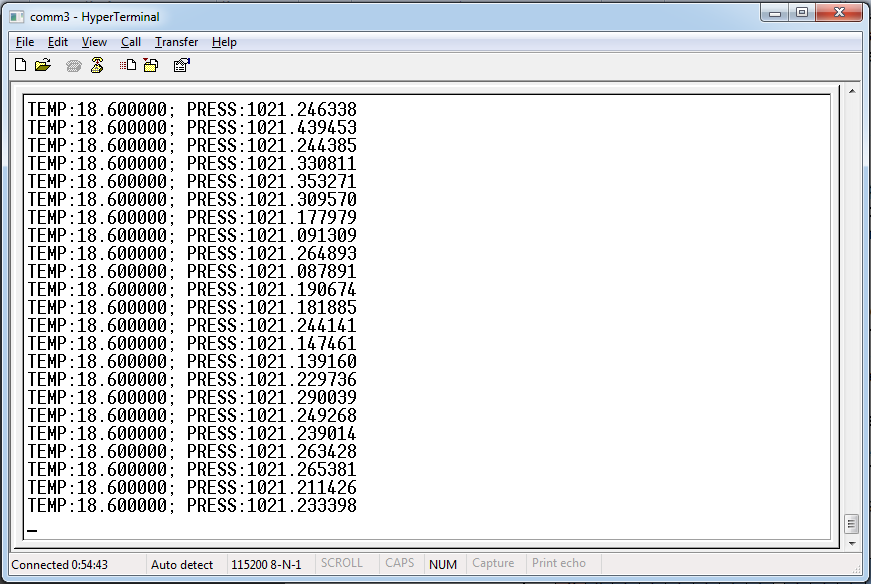 comm3 - HyperTerminal
File Edit View Call Transfer Help
TEMP:18.600000; PRESS:1021.246338
TEMP:18.600000; PRESS:1021.439453
TEMP:18.600000; PRESS:1021.244385
TEMP:18.600000; PRESS:1021.330811
TEMP:18.600000; PRESS:1021.353271
TEMP:18.600000; PRESS:1021.309570
TEMP:18.600000; PRESS:1021.177979
TEMP:18.600000; PRESS:1021.091309
TEMP:18.600000; PRESS:1021.264893
TEMP:18.600000; PRESS:1021.087891
TEMP:18.600000; PRESS:1021.190674
TEMP:18.600000; PRESS:1021.181885
TEMP:18.600000; PRESS:1021.244141
TEMP:18.600000; PRESS:1021.147461
TEMP:18.600000; PRESS:1021.139160
TEMP:18.600000; PRESS:1021.229736
TEMP:18.600000; PRESS:1021.290039
TEMP:18.600000; PRESS:1021.249268
TEMP:18.600000; PRESS:1021.239014
TEMP:18.600000; PRESS:1021.263428
TEMP:18.600000; PRESS:1021.265381
TEMP:18.600000; PRESS:1021.211426
TEMP:18.600000; PRESS:1021.233398
_
Connected 0:54:43 Auto detect 115200 8-N-1 SCROLL CAPS NUM Capture Print echo